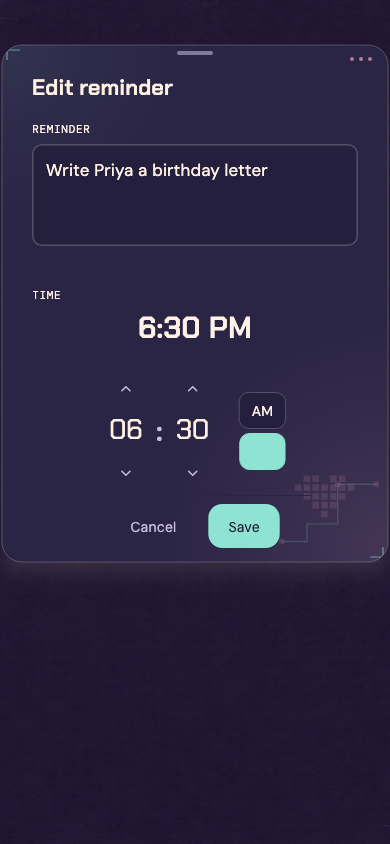 Edit reminder
REMINDER
Write Priya a birthday letter
TIME
6:30 PM
06 : 30
AM
Cancel
Save